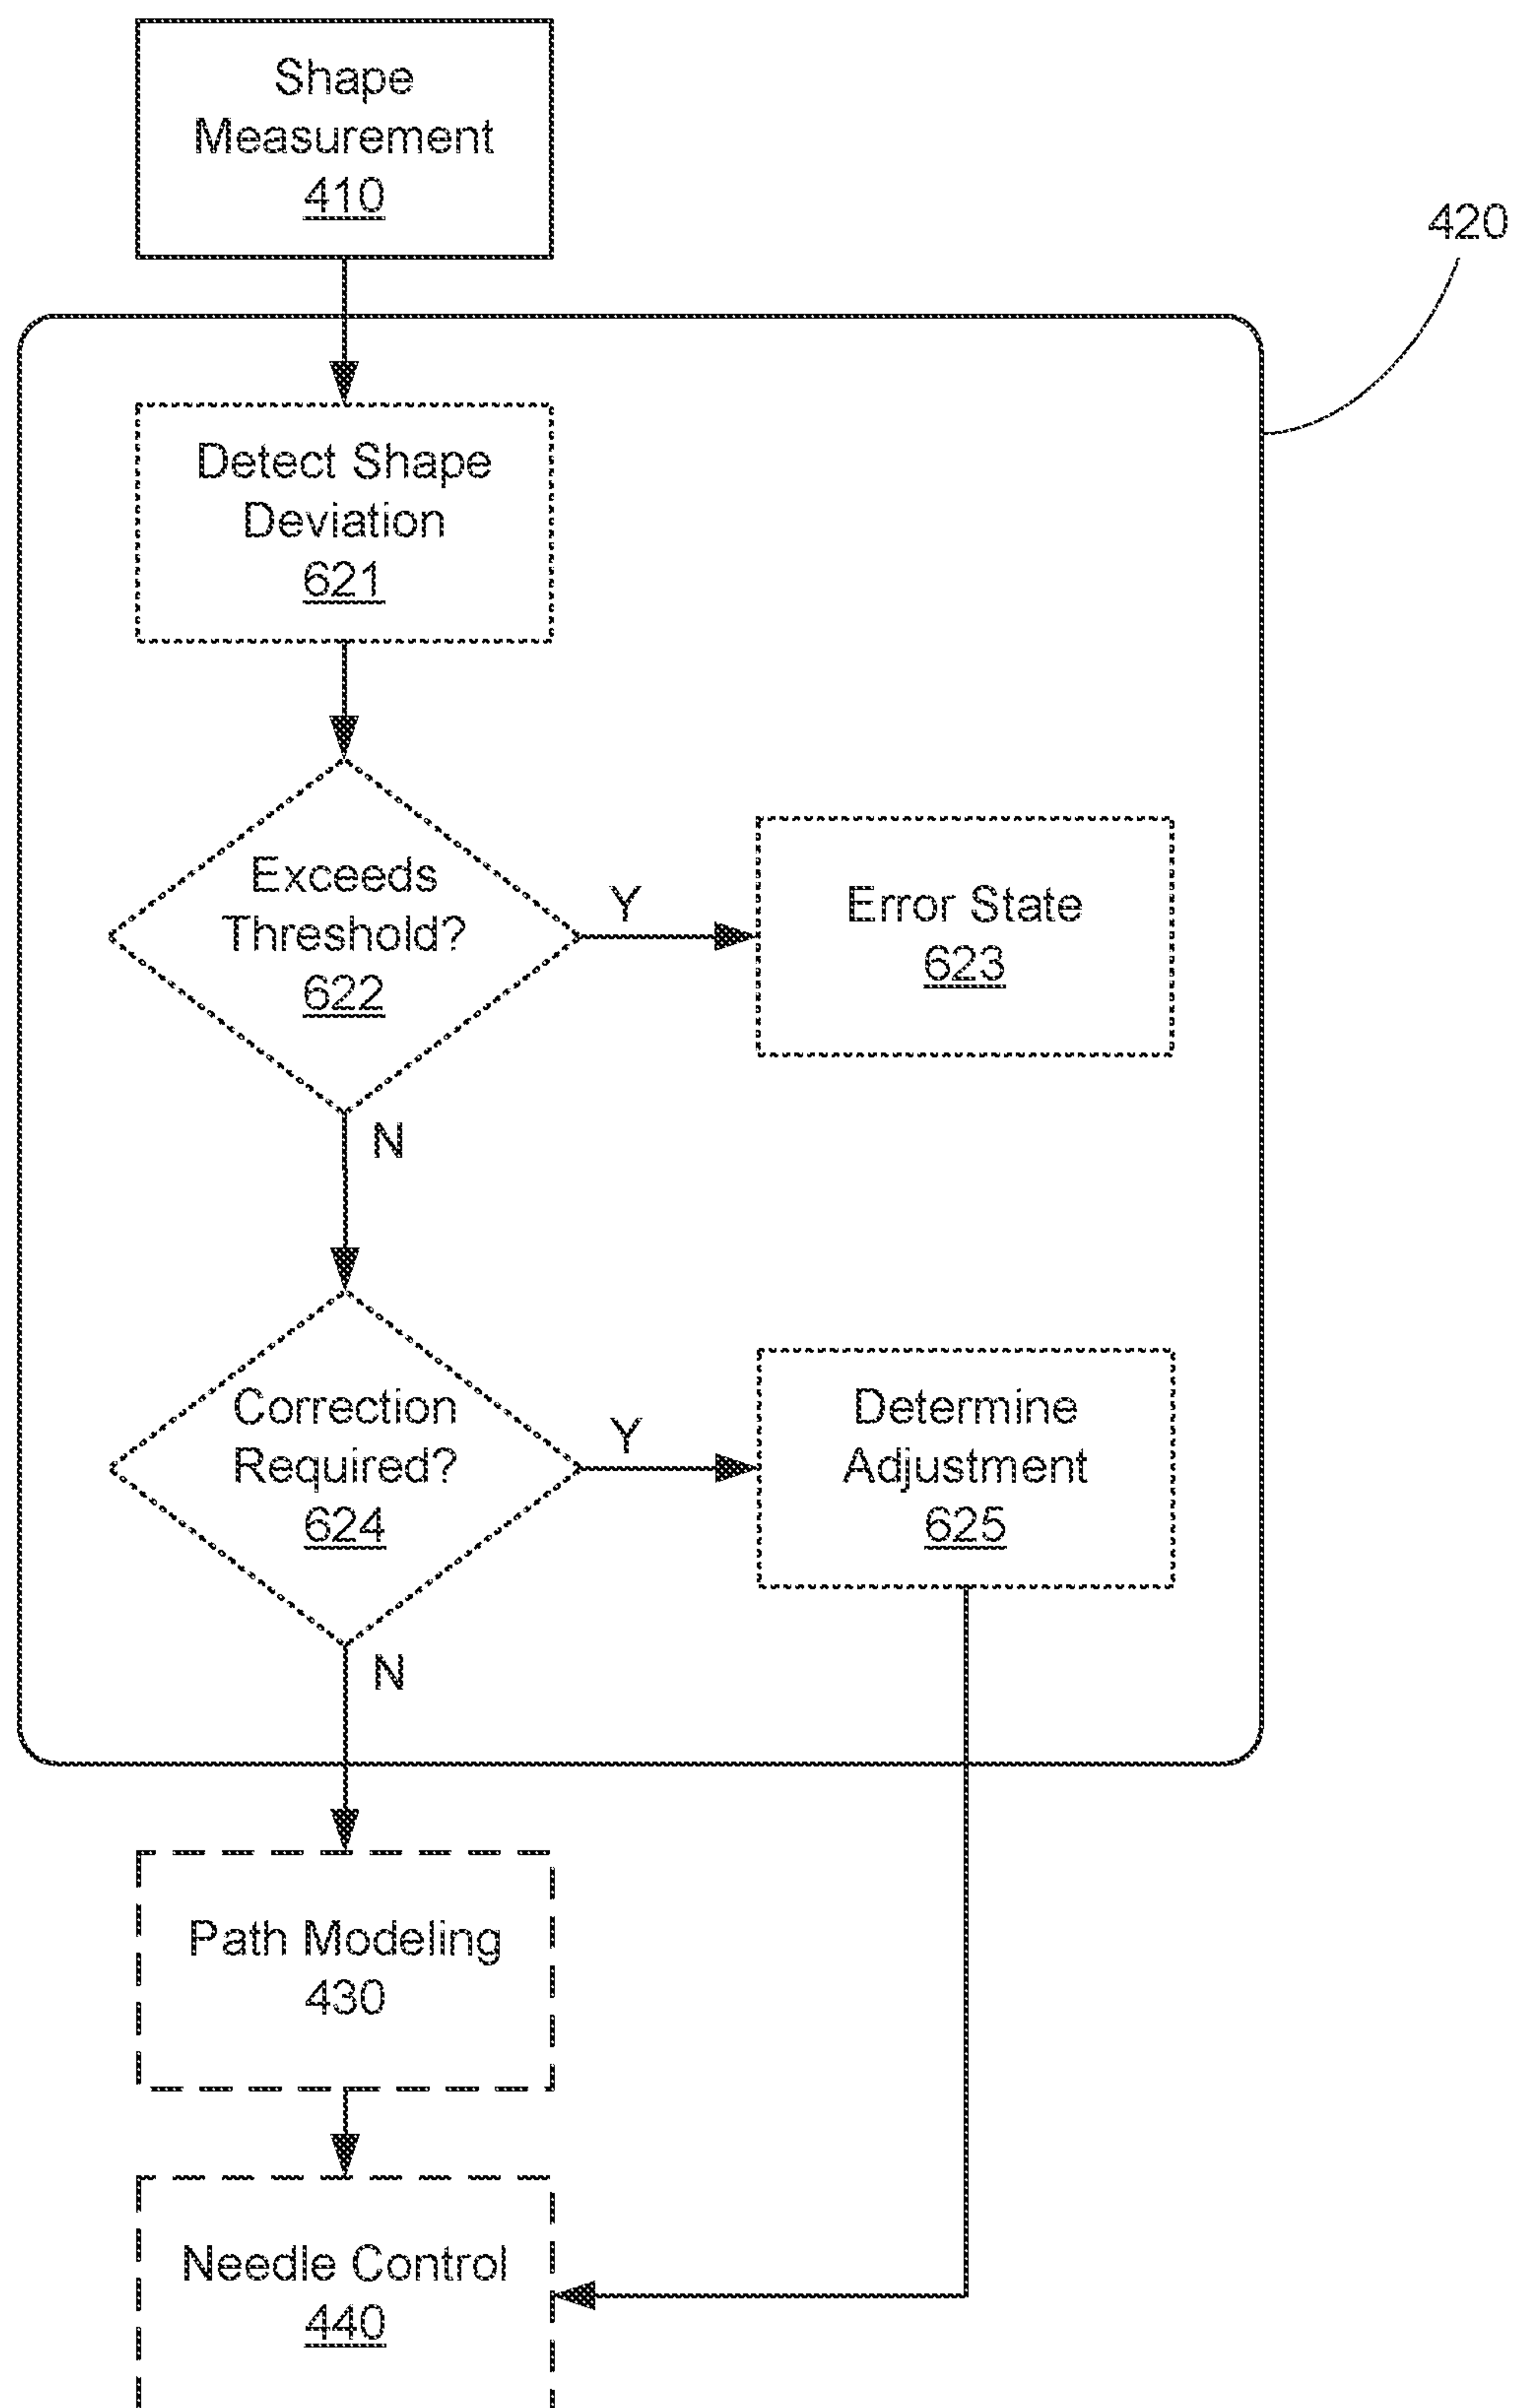 Shape
Measurement
410
420
Detect Shape
Deviation
621
Exceeds
Threshold?
622
Y
Error State
623
N
Correction
Required?
624
Y
Determine
Adjustment
625
N
Path Modeling
430
Needle Control
440